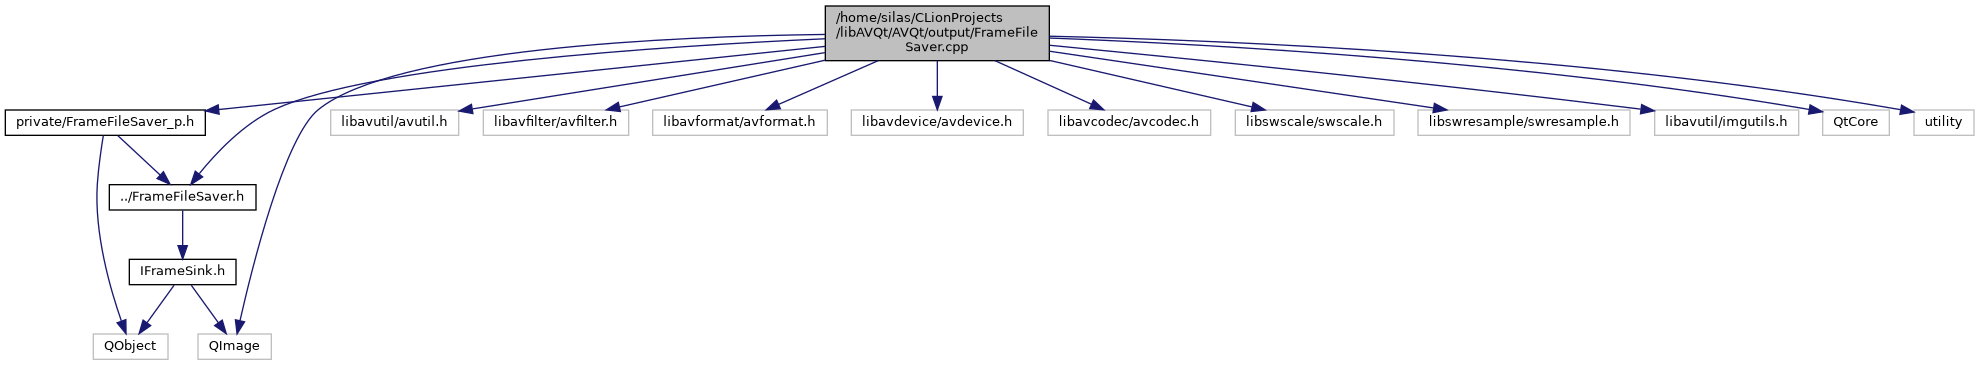 /home/silas/CLionProjects
/libAVQt/AVQt/output/FrameFile
Saver.cpp
private/FrameFileSaver_p.h
libavutil/avutil.h
libavfilter/avfilter.h
libavformat/avformat.h
libavdevice/avdevice.h
libavcodec/avcodec.h
libswscale/swscale.h
libswresample/swresample.h
libavutil/imgutils.h
QtCore
utility
../FrameFileSaver.h
IFrameSink.h
QObject
QImage